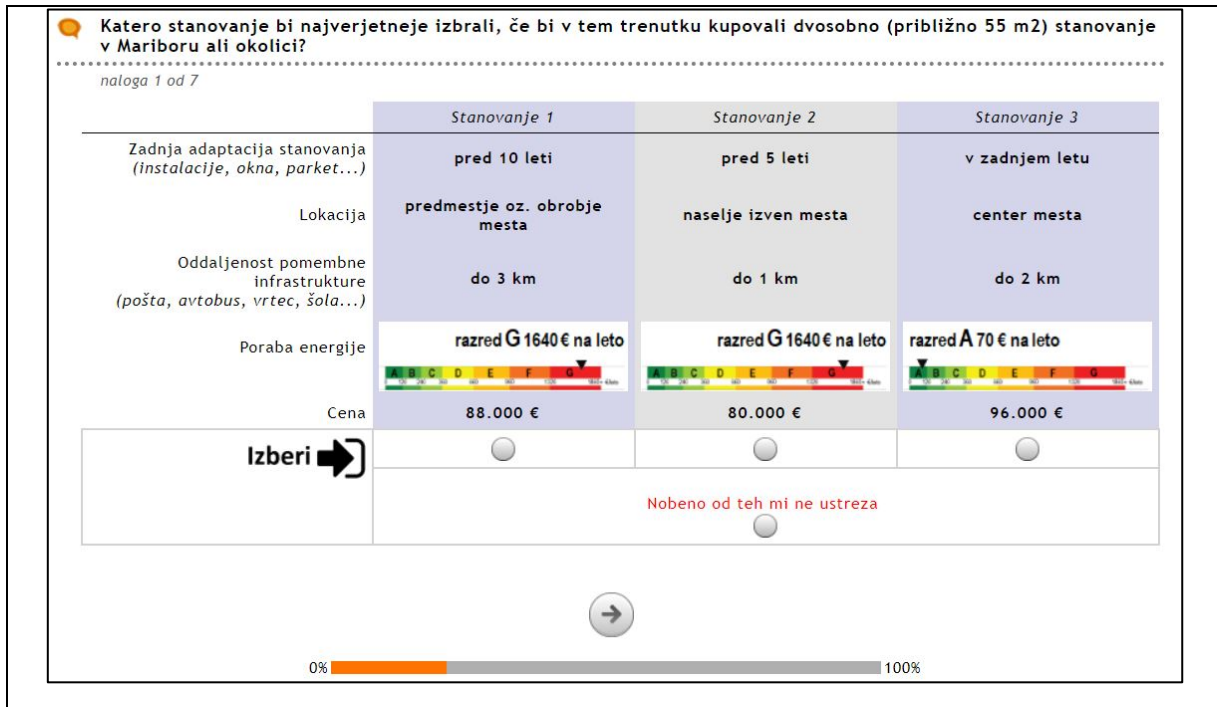 Katero stanovanje bi najverjetneje izbrali, če bi v tem trenutku kupovali dvosobno (približno 55 m2) stanovanje
v Mariboru ali okolici?
naloga 1 od 7
Stanovanje 1 Stanovanje 2 Stanovanje 3
Zadnja adaptacija stanovanja
(instalacije, okna, parket...)
pred 10 leti pred 5 leti v zadnjem letu
Lokacija
predmestje oz. obrobje
mesta
naselje izven mesta center mesta
Oddaljenost pomembne
infrastrukture
(pošta, avtobus, vrtec, šola...)
do 3 km do 1 km do 2 km
Poraba energije
razred G 1640 € na leto razred G 1640 € na leto razred A 70 € na leto
A B C D E F G A B C D E F G A B C D E F G
Cena 88.000 € 80.000 € 96.000 €
Izberi
Nobeno od teh mi ne ustreza
0% 100%